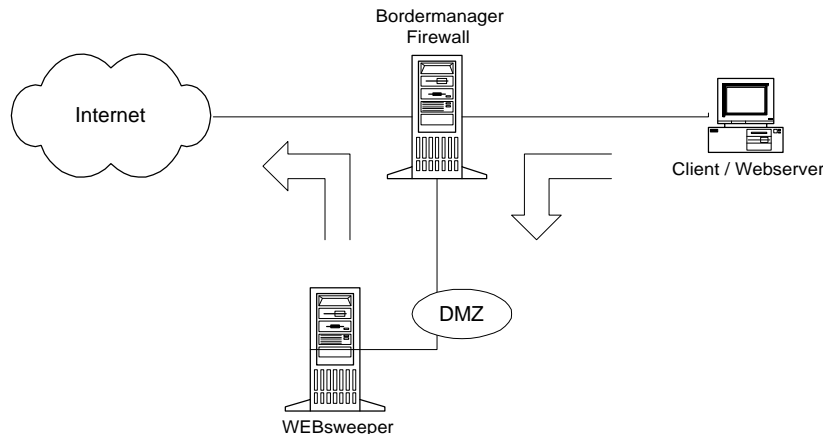 Bordermanager
Firewall
Internet
Client / Webserver
DMZ
WEBsweeper